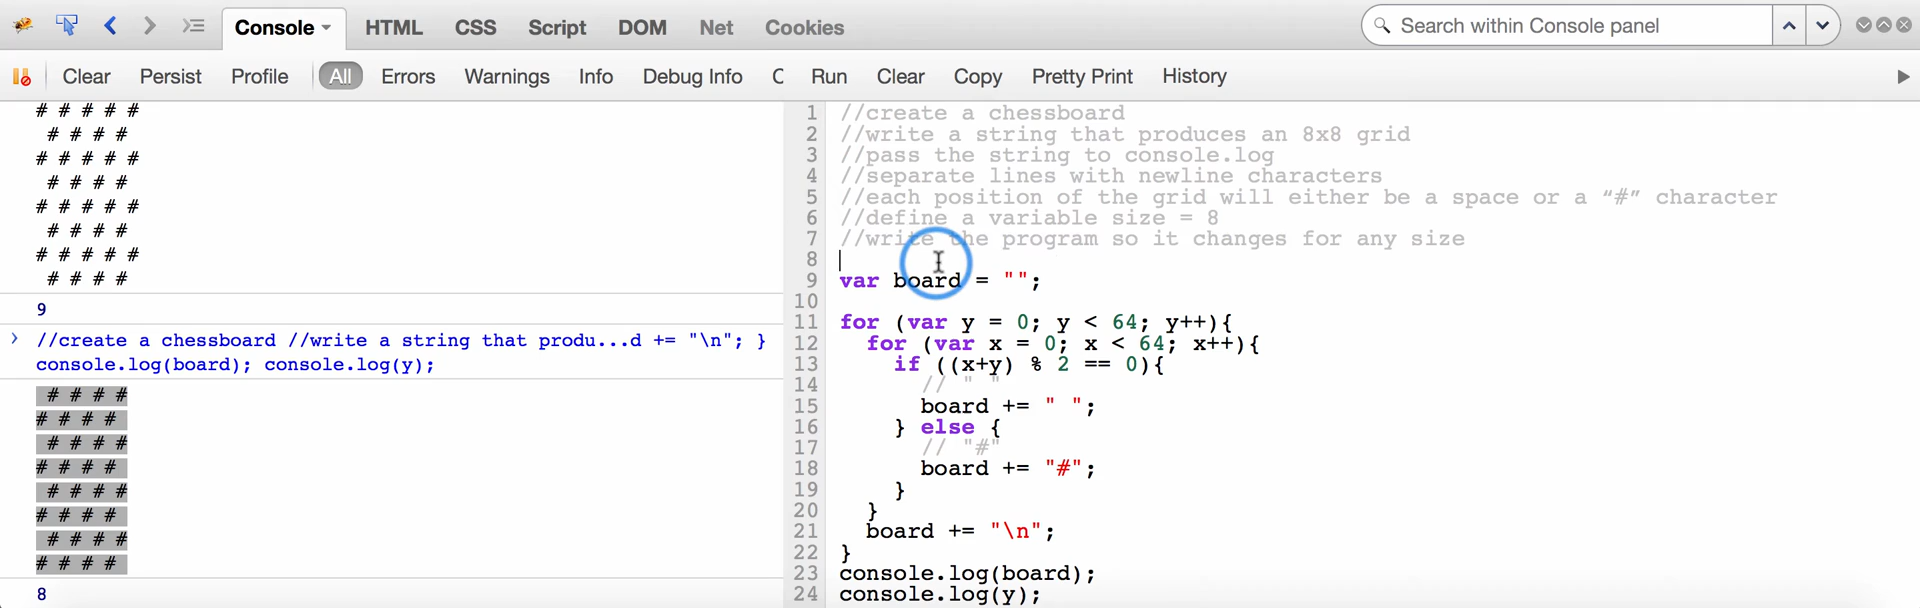 Console HTML CSS Script DOM Net Cookies Search within Console panel
Clear Persist Profile All Errors Warnings Info Debug Info C Run Clear Copy Pretty Print History
# # # # #
 # # # #
# # # # #
 # # # #
# # # # #
 # # # #
# # # # #
 # # # #
9
//create a chessboard //write a string that produ...d += "\n"; }
console.log(board); console.log(y);
 # # # #
# # # # 
 # # # #
# # # # 
 # # # #
# # # # 
 # # # #
# # # # 
8
1 //create a chessboard
2 //write a string that produces an 8x8 grid
3 //pass the string to console.log
4 //separate lines with newline characters
5 //each position of the grid will either be a space or a “#” character
6 //define a variable size = 8
7 //write the program so it changes for any size
8
9 var board = "";
10
11 for (var y = 0; y < 64; y++){
12   for (var x = 0; x < 64; x++){
13     if ((x+y) % 2 == 0){
14       // " "
15       board += " ";
16     } else {
17       // "#"
18       board += "#";
19     }
20   }
21   board += "\n";
22 }
23 console.log(board);
24 console.log(y);